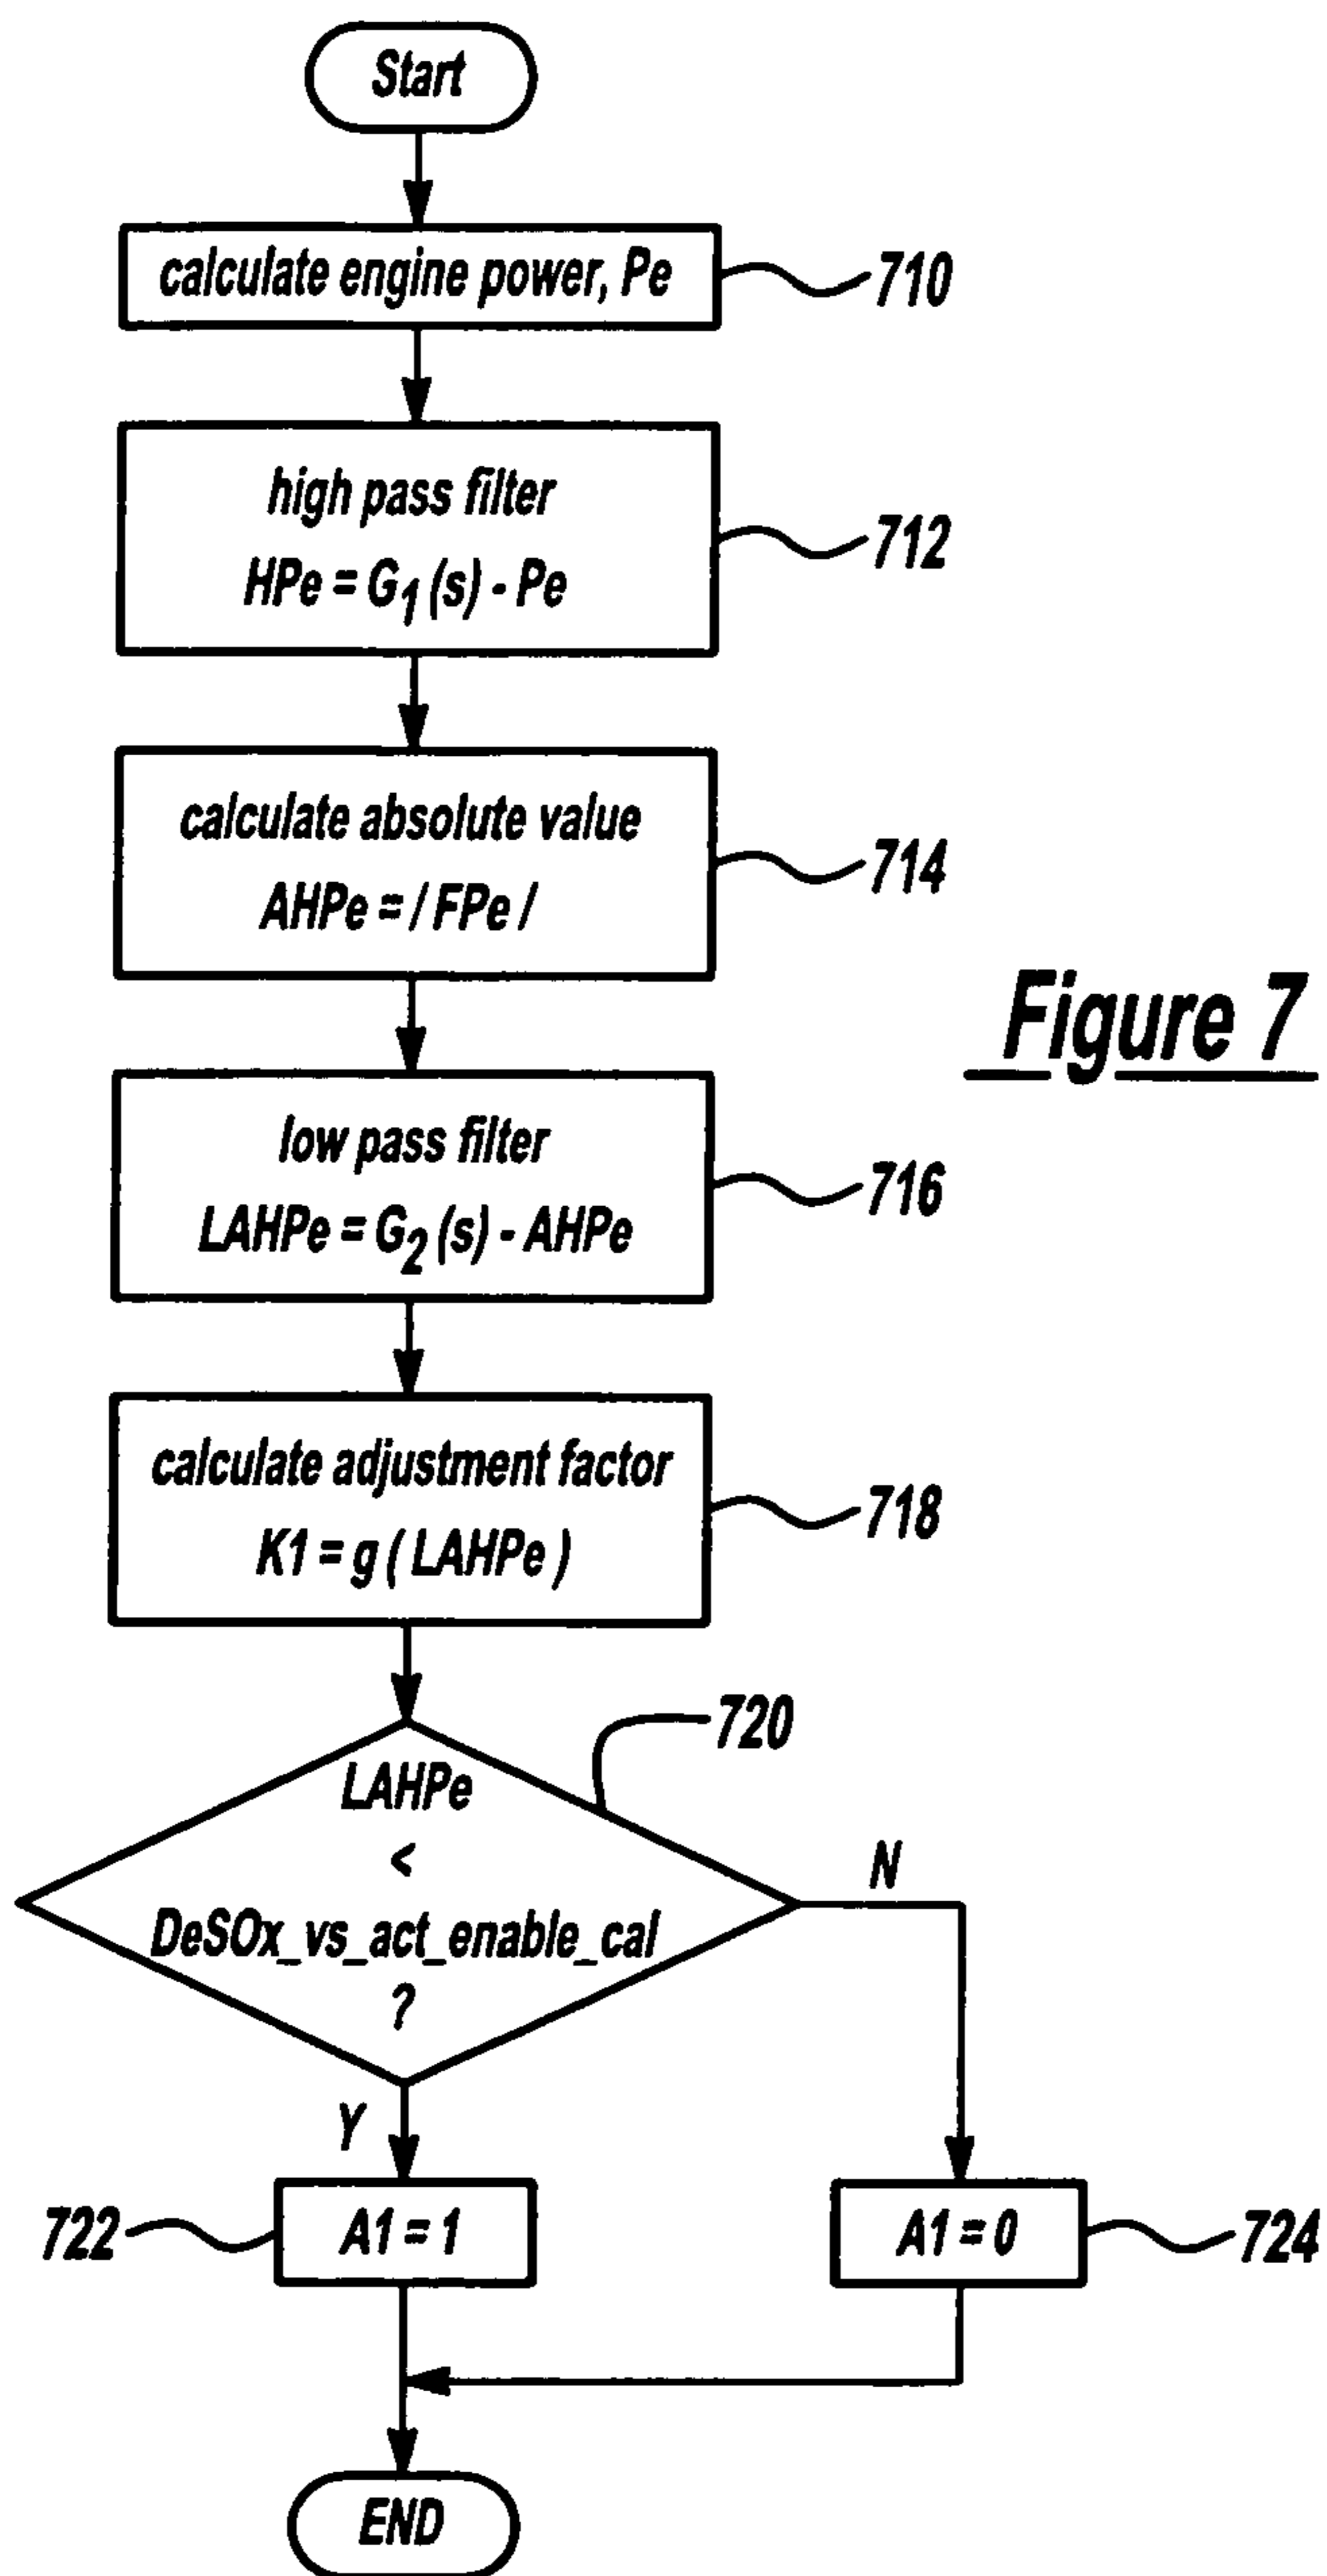 Start
calculate engine power, Pe
710
high pass filter
HPe = G1 (s) - Pe
712
calculate absolute value
AHPe = / FPe /
714
Figure 7
low pass filter
LAHPe = G2 (s) - AHPe
716
calculate adjustment factor
K1 = g ( LAHPe )
718
720
LAHPe
<
DeSOx_vs_act_enable_cal
?
N
Y
722
A1 = 1
A1 = 0
724
END